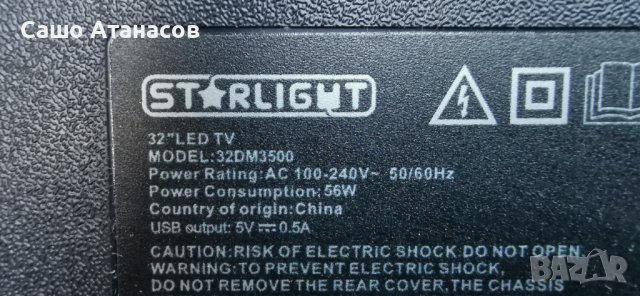 Сашо Атанасов
STARLIGHT
32"LED TV
MODEL:32DM3500
Power Rating:AC 100-240V~ 50/60Hz
Power Consumption:56W
Country of origin:China
USB output: 5V⎓0.5A
CAUTION:RISK OF ELECTRIC SHOCK DO NOT OPEN
WARNING:TO PREVENT ELECTRIC SHOCK,
DO NOT REMOVE THE REAR COVER, THE CHASSIS
BAZAR